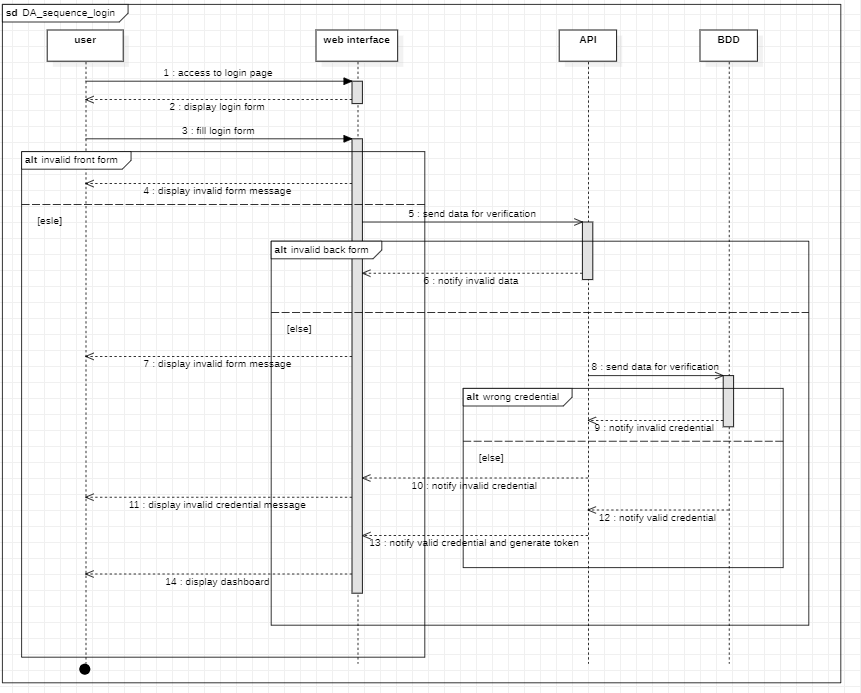 sd DA_sequence_login
user
web interface
API
BDD
1 : access to login page
2 : display login form
3 : fill login form
alt invalid front form
4 : display invalid form message
[esle]
5 : send data for verification
alt invalid back form
6 : notify invalid data
[else]
7 : display invalid form message
8 : send data for verification
alt wrong credential
9 : notify invalid credential
[else]
10 : notify invalid credential
11 : display invalid credential message
12 : notify valid credential
13 : notify valid credential and generate token
14 : display dashboard